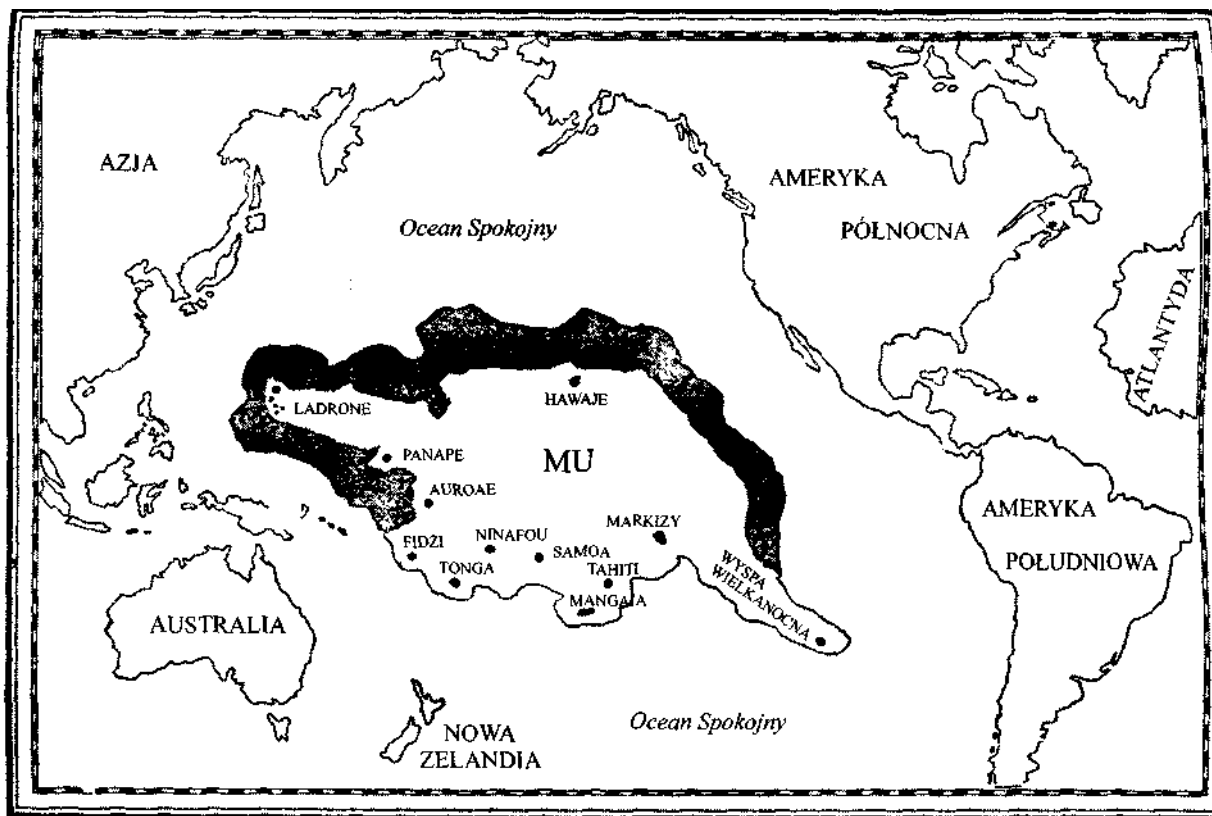 AZJA
AMERYKA
PÓŁNOCNA
Ocean Spokojny
ATLANTYDA
LADRONE
HAWAJE
PANAPE
MU
AUROAE
MARKIZY
AMERYKA
POŁUDNIOWA
FIDŻI
NINAFOU
SAMOA
TONGA
TAHITI
MANGAIA
WYSPA
WIELKANOCNA
AUSTRALIA
Ocean Spokojny
NOWA
ZELANDIA